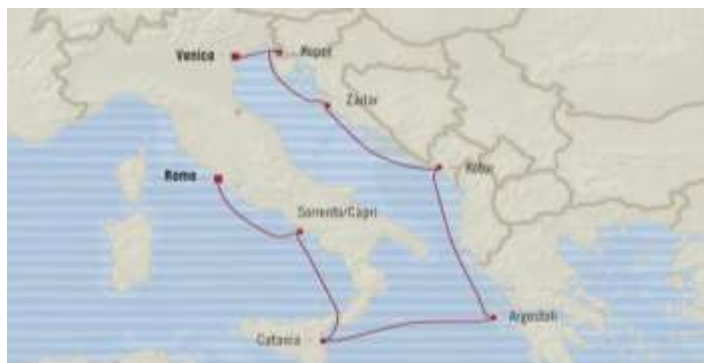 Venice
Koper
Zadar
Kotor
Rome
Sorrento/Capri
Argostoli
Catania